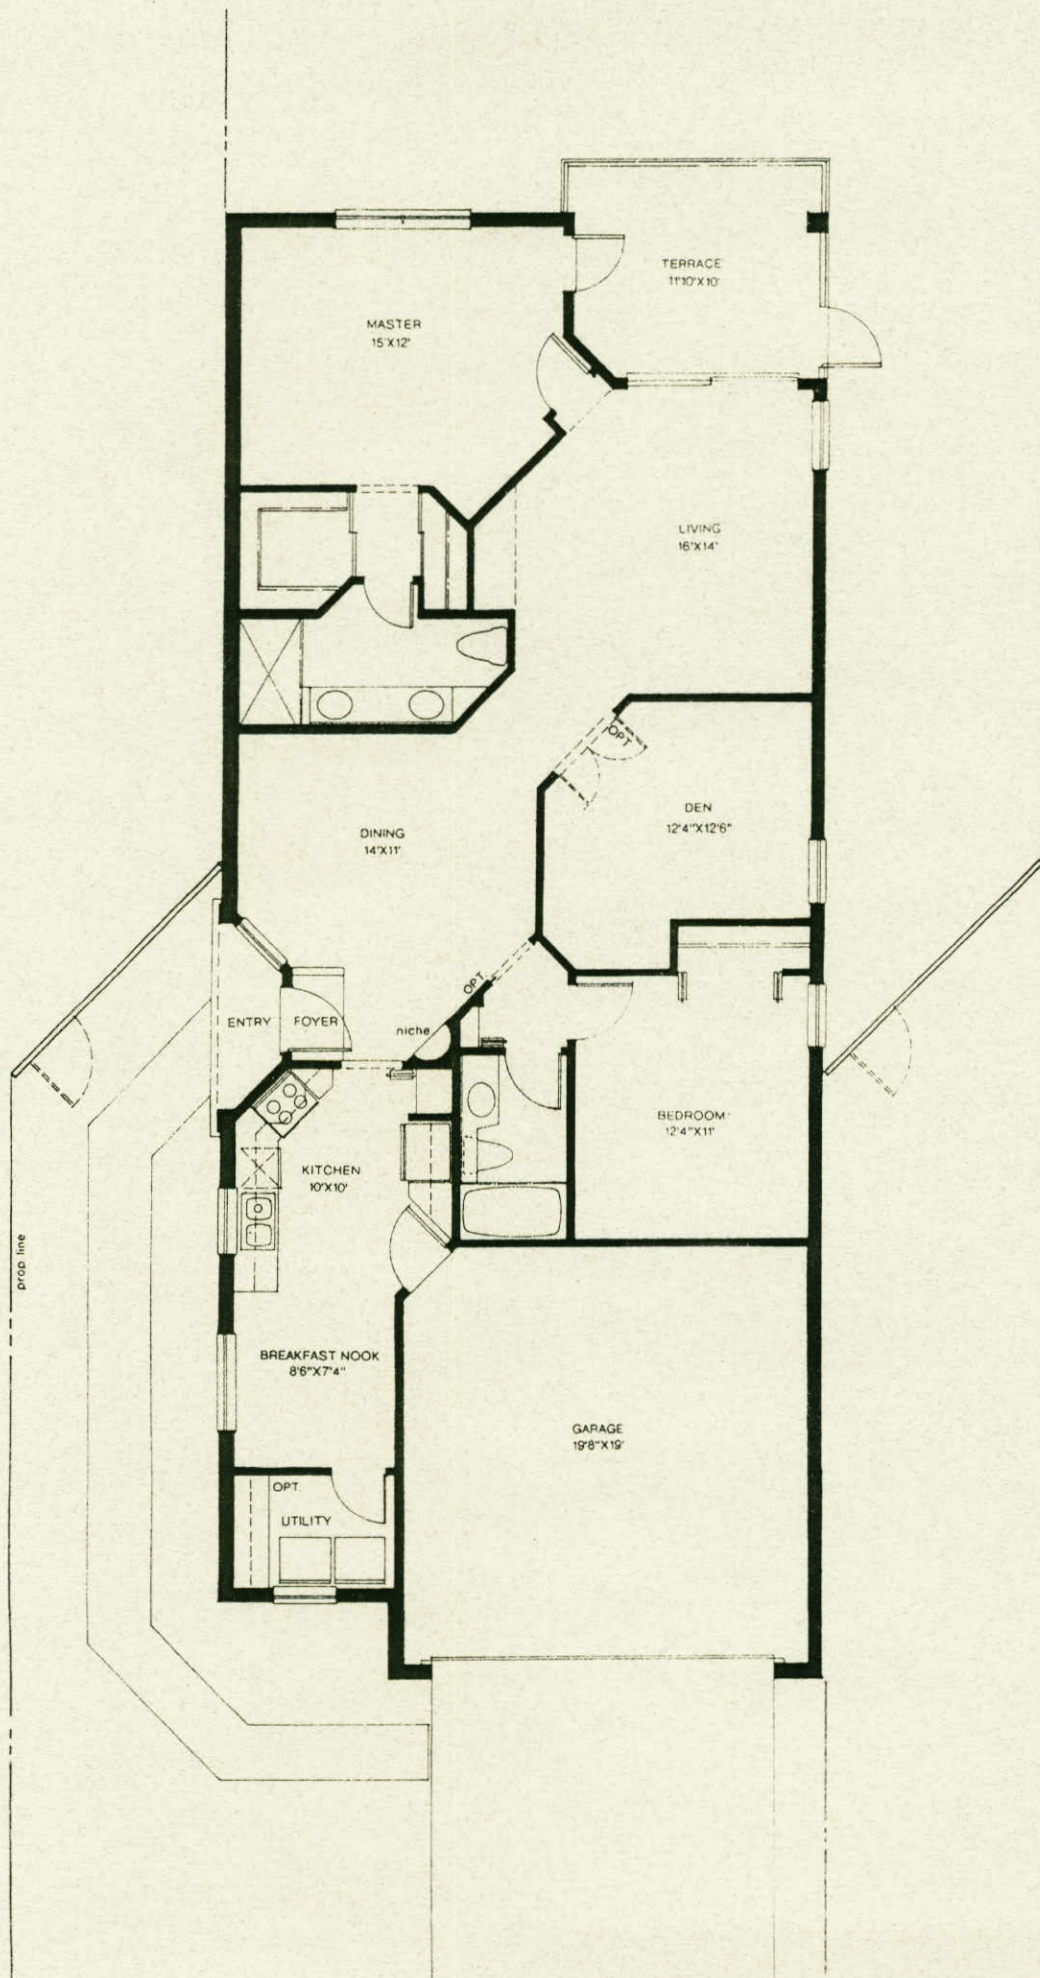 TERRACE
11'10"X10'
MASTER
15'X12'
LIVING
16'X14'
OPT
DEN
12'4"X12'6"
DINING
14'X11'
OPT.
ENTRY
FOYER
niche
BEDROOM
12'4"X11'
KITCHEN
10'X10'
prop line
BREAKFAST NOOK
8'6"X7'4"
GARAGE
19'8"X19'
OPT.
UTILITY